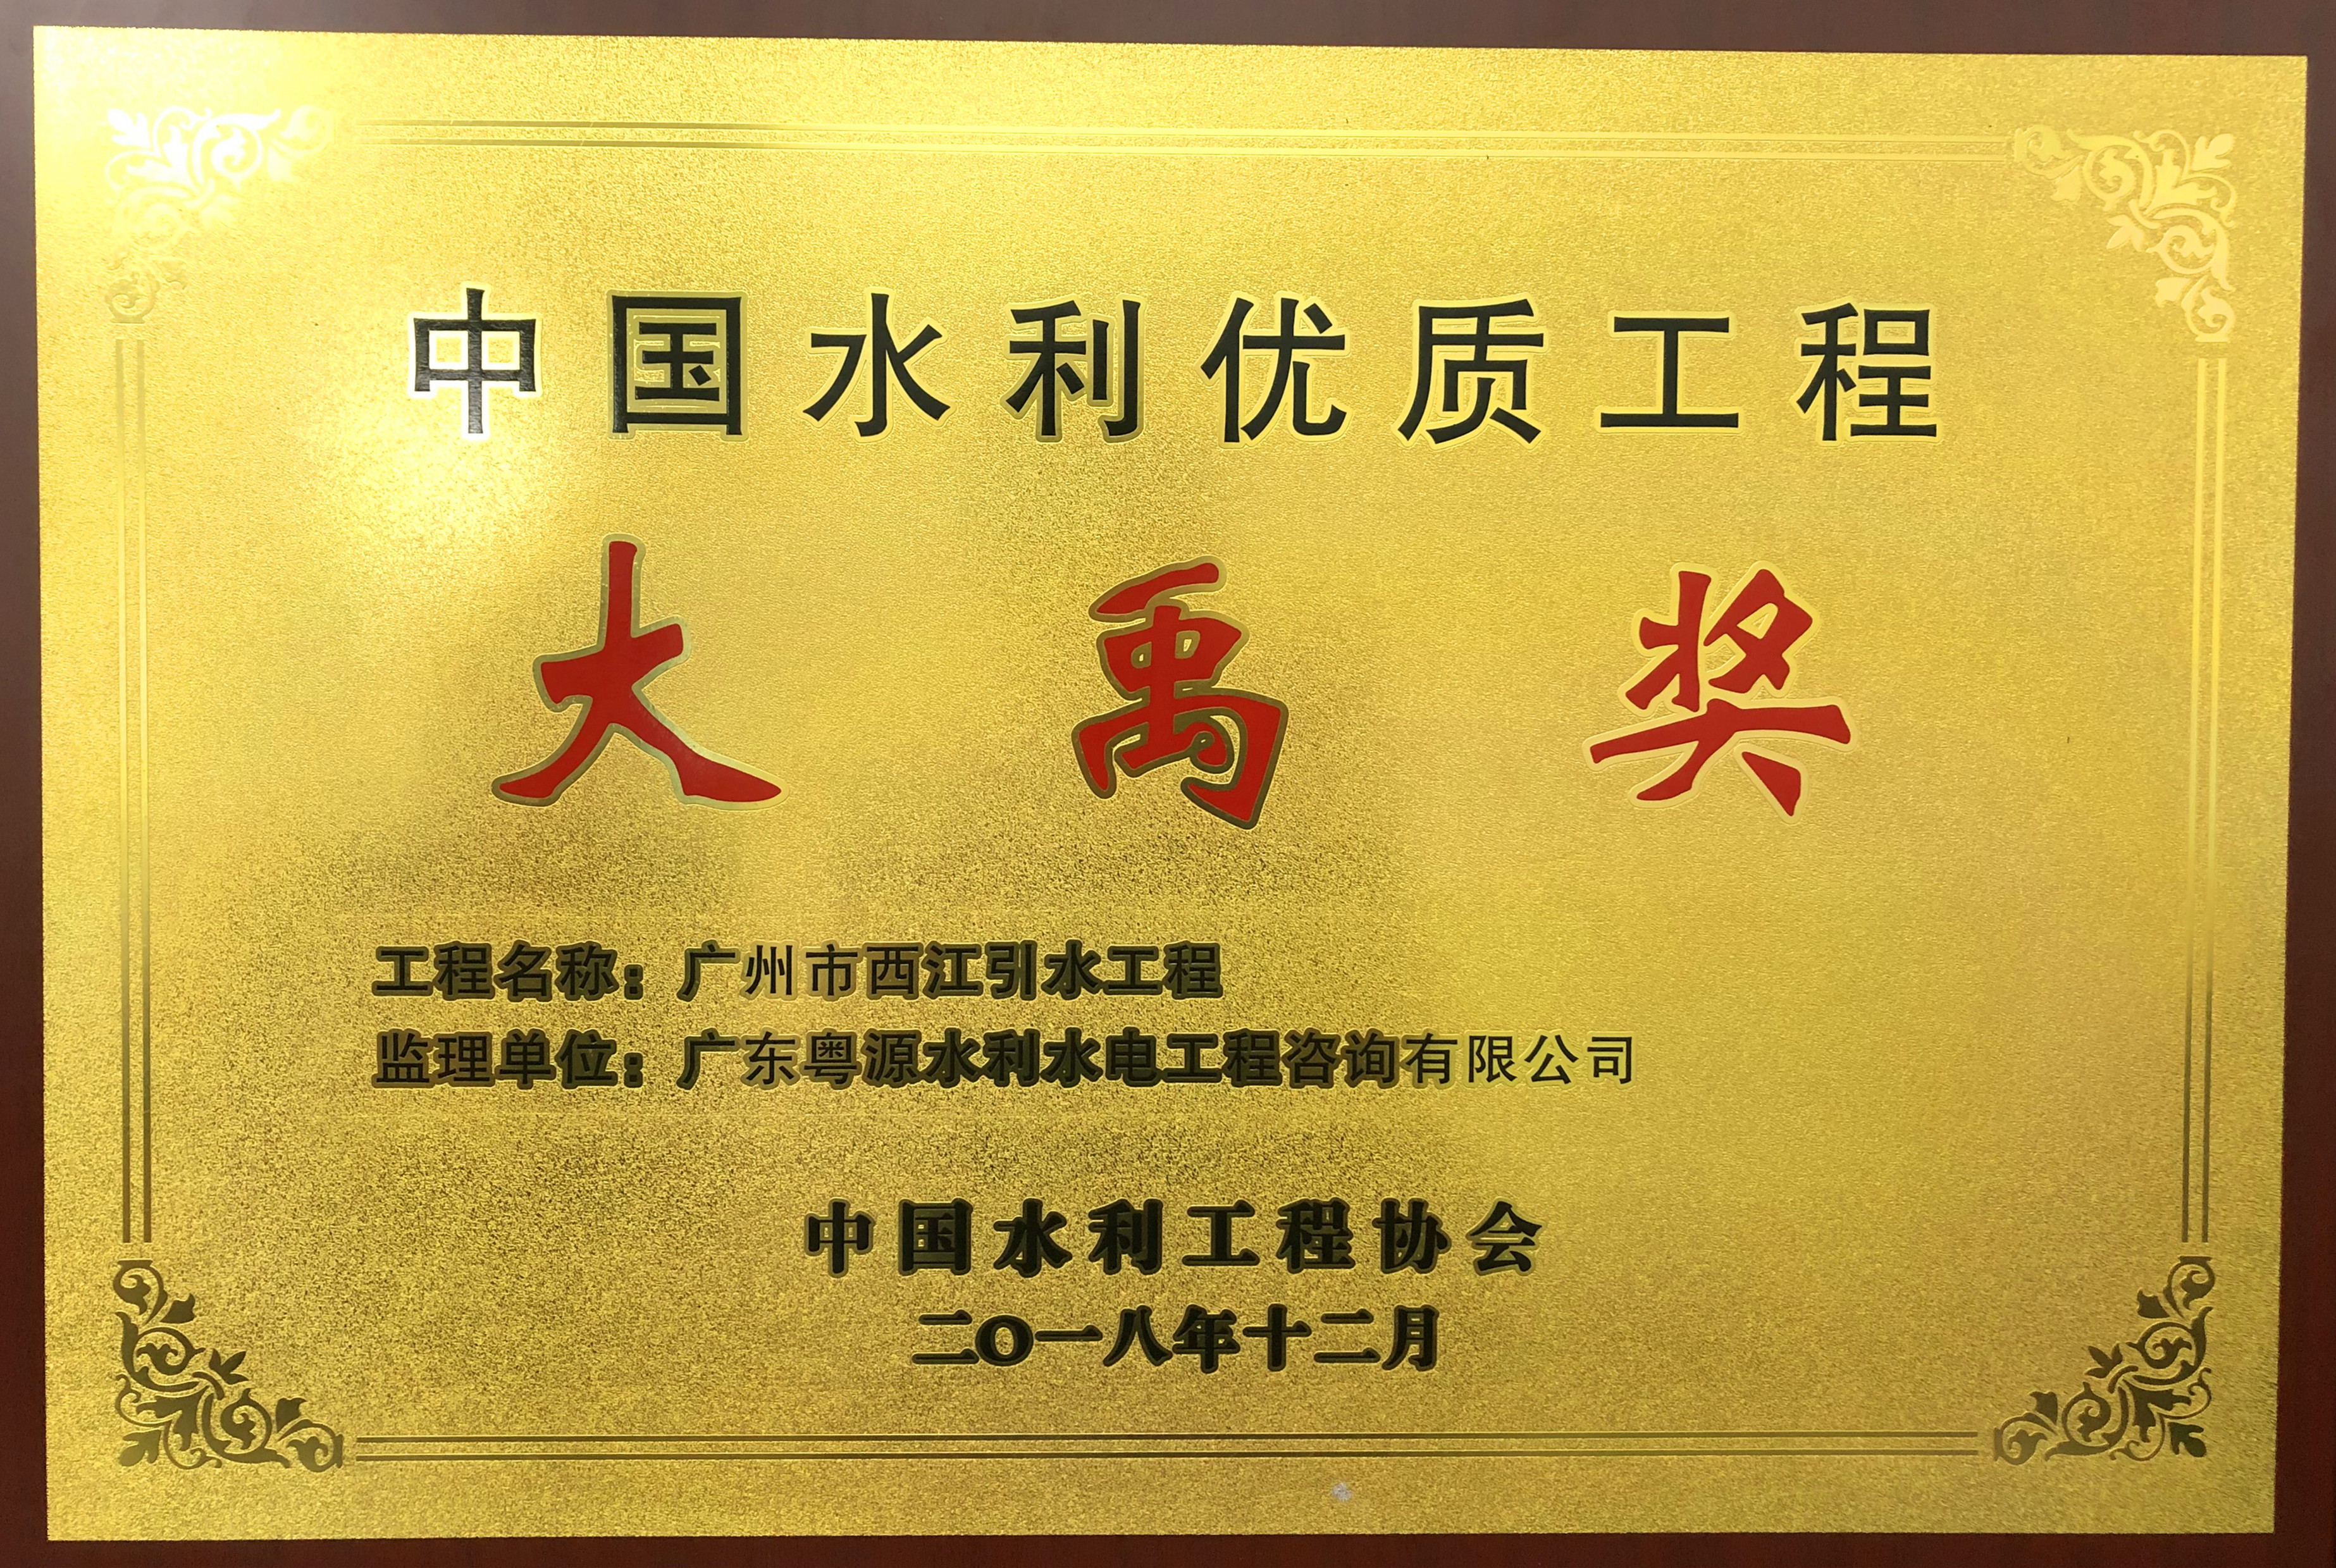 中国水利优质工程
大禹奖
工程名称：广州市西江引水工程
监理单位：广东粤源水利水电工程咨询有限公司
中国水利工程协会
二〇一八年十二月